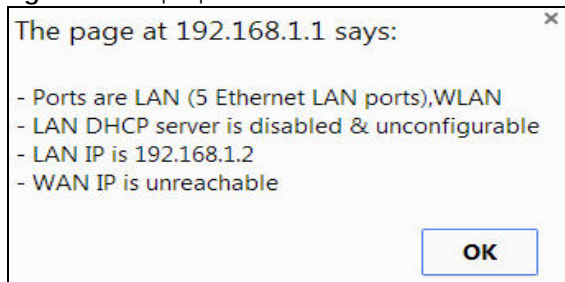 The page at 192.168.1.1 says:
×
- Ports are LAN (5 Ethernet LAN ports),WLAN
- LAN DHCP server is disabled & unconfigurable
- LAN IP is 192.168.1.2
- WAN IP is unreachable
OK